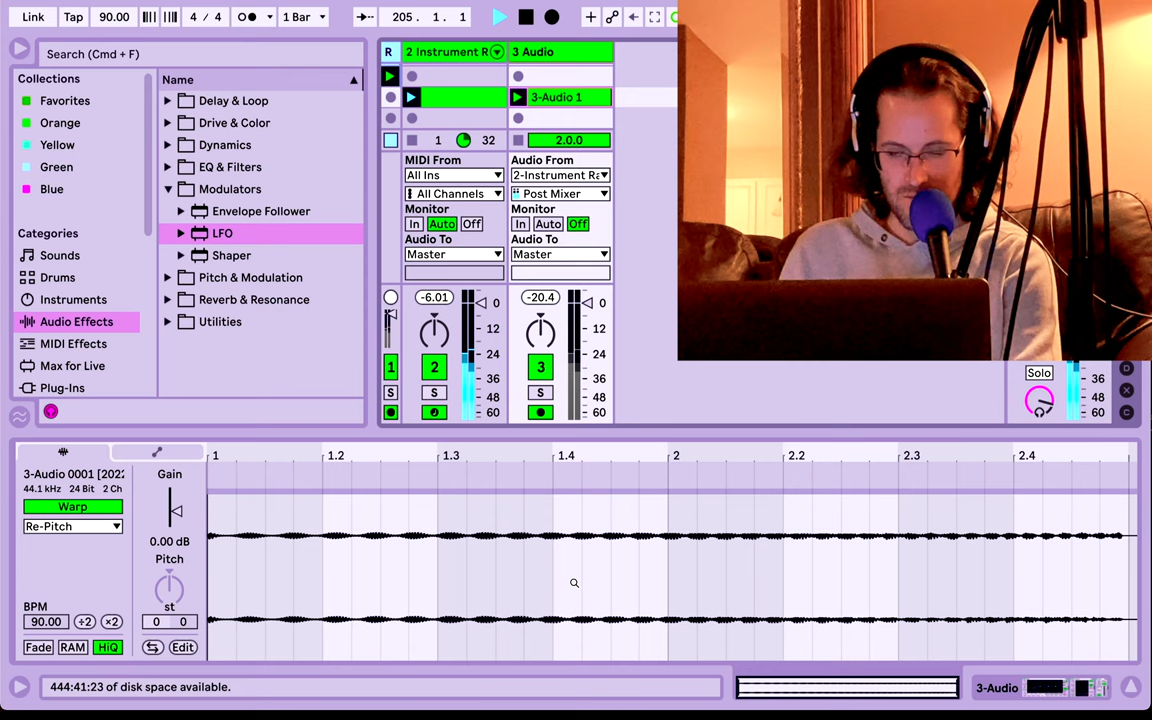 Link Tap 90.00 4 / 4 1 Bar 205. 1. 1
Search (Cmd + F)
Collections
Favorites
Orange
Yellow
Green
Blue
Categories
Sounds
Drums
Instruments
Audio Effects
MIDI Effects
Max for Live
Plug-Ins
Name
Delay & Loop
Drive & Color
Dynamics
EQ & Filters
Modulators
Envelope Follower
LFO
Shaper
Pitch & Modulation
Reverb & Resonance
Utilities
R 2 Instrument R 3 Audio
3-Audio 1
1 32 2.0.0
MIDI From Audio From
All Ins 2-Instrument Ra
All Channels Post Mixer
Monitor Monitor
In Auto Off In Auto Off
Audio To Audio To
Master Master
-6.01 0 -20.4 0
12 12
24 24
1 2 36 3 36
S S 48 S 48
60 60
Solo 36 D
48 X
60 C
3-Audio 0001 [2022
44.1 kHz 24 Bit 2 Ch
Warp
Re-Pitch
BPM
90.00 ÷2 ×2
Fade RAM HiQ
Gain
0.00 dB
Pitch
st
0 0
Edit
1 1.2 1.3 1.4 2 2.2 2.3 2.4
444:41:23 of disk space available.
3-Audio